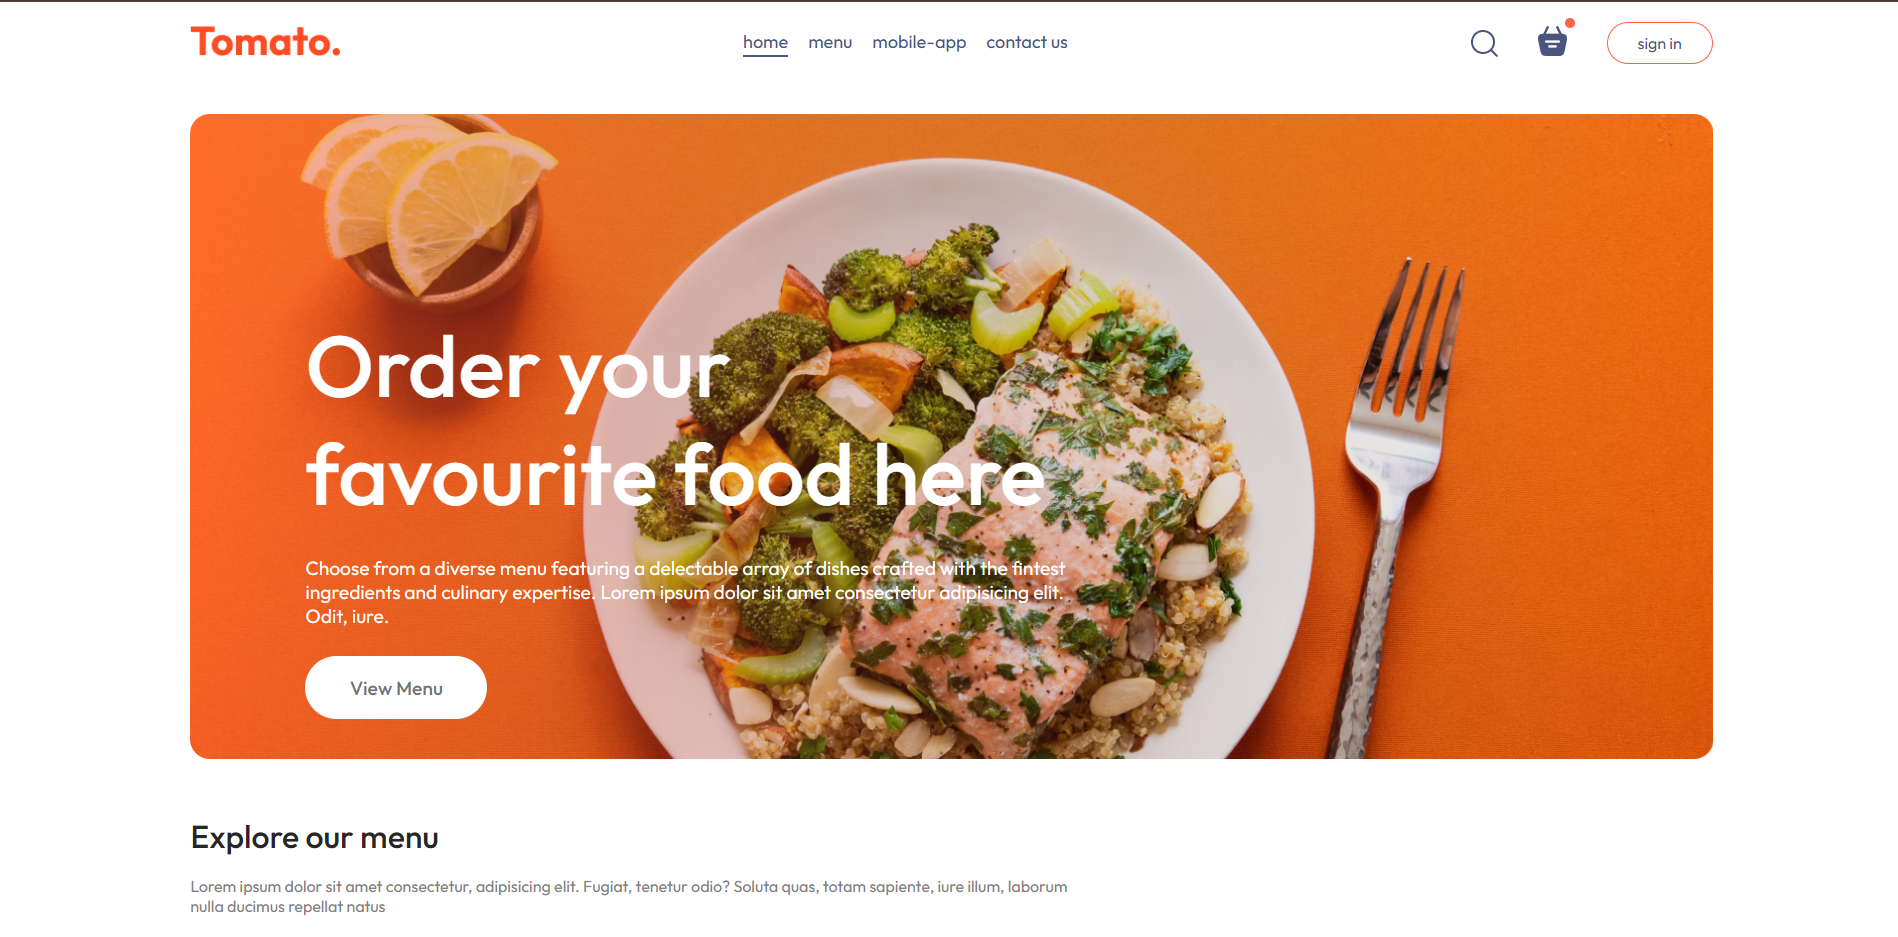 Tomato.
home menu mobile-app contact us
sign in
Order your
favourite food here
Choose from a diverse menu featuring a delectable array of dishes crafted with the fintest
ingredients and culinary expertise. Lorem ipsum dolor sit amet consectetur adipisicing elit.
Odit, iure.
View Menu
Explore our menu
Lorem ipsum dolor sit amet consectetur, adipisicing elit. Fugiat, tenetur odio? Soluta quas, totam sapiente, iure illum, laborum
nulla ducimus repellat natus